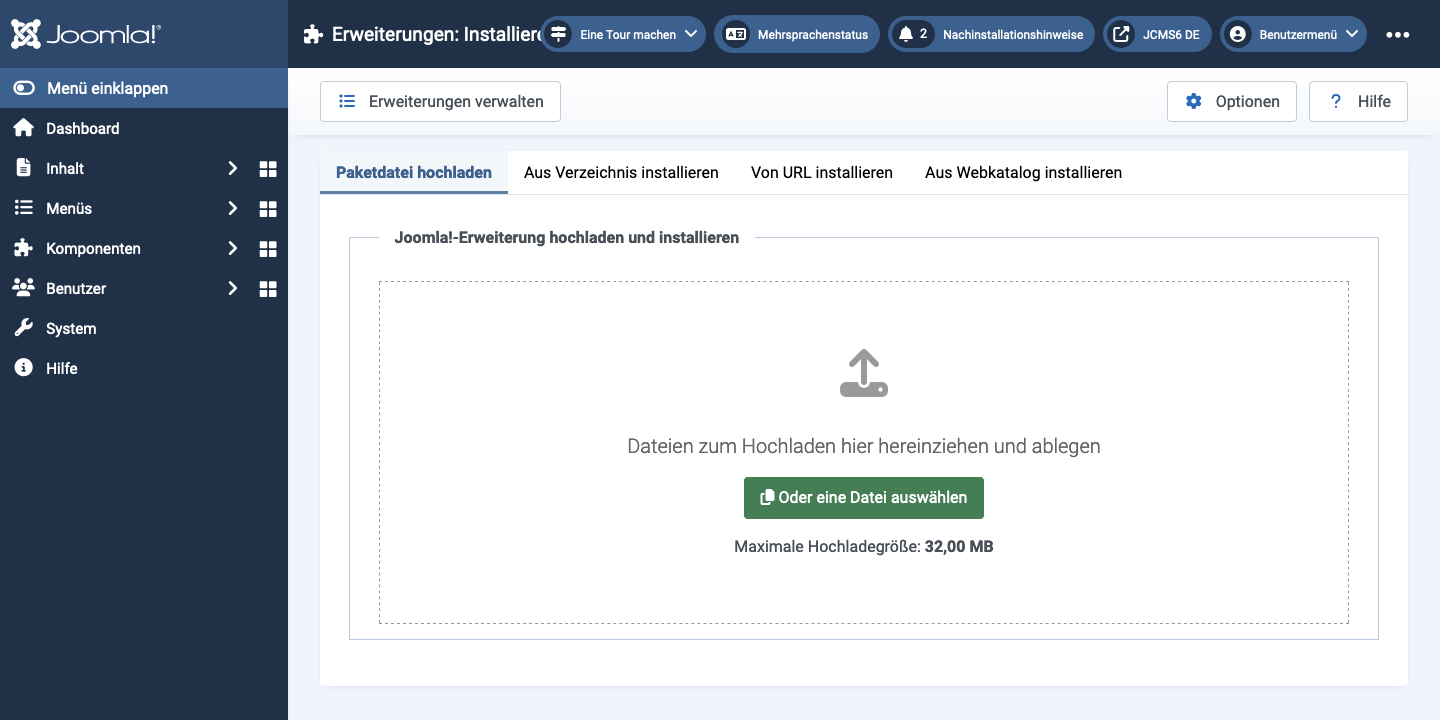 Joomla!®
Erweiterungen: Installiere
Eine Tour machen
Mehrsprachenstatus
2
Nachinstallationshinweise
JCMS6 DE
Benutzermenü
Menü einklappen
Dashboard
Inhalt
Menüs
Komponenten
Benutzer
System
Hilfe
Erweiterungen verwalten
Optionen
? Hilfe
Paketdatei hochladen
Aus Verzeichnis installieren
Von URL installieren
Aus Webkatalog installieren
Joomla!-Erweiterung hochladen und installieren
Dateien zum Hochladen hier hereinziehen und ablegen
Oder eine Datei auswählen
Maximale Hochladegröße: 32,00 MB